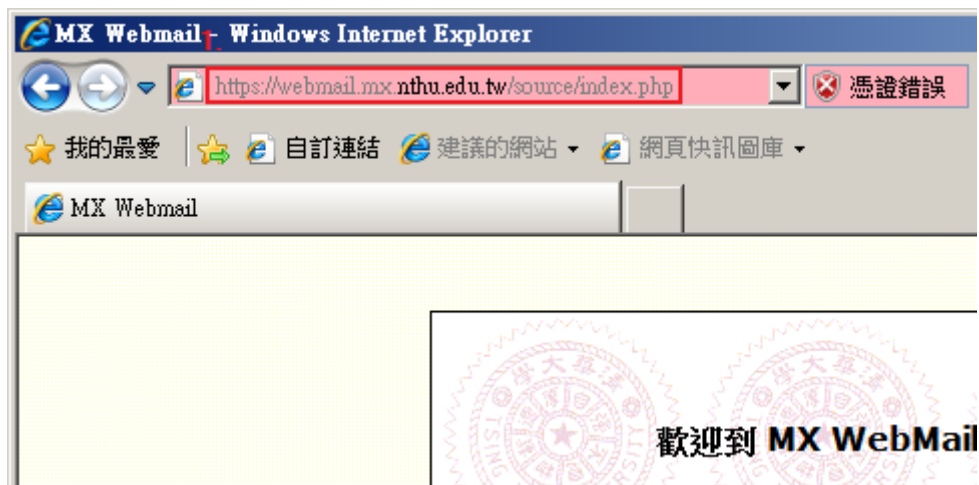 MX Webmail - Windows Internet Explorer
1.
https://webmail.mx.nthu.edu.tw/source/index.php 憑證錯誤
我的最愛 自訂連結 建議的網站 網頁快訊圖庫
MX Webmail
歡迎到 MX WebMail